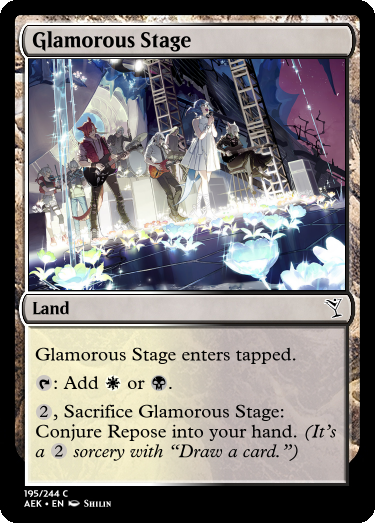 Glamorous Stage
Land
Glamorous Stage enters tapped.
: Add or .
2, Sacrifice Glamorous Stage:
Conjure Repose into your hand. (It's
a 2 sorcery with “Draw a card.”)
195/244 C
AEK • EN SHILIN